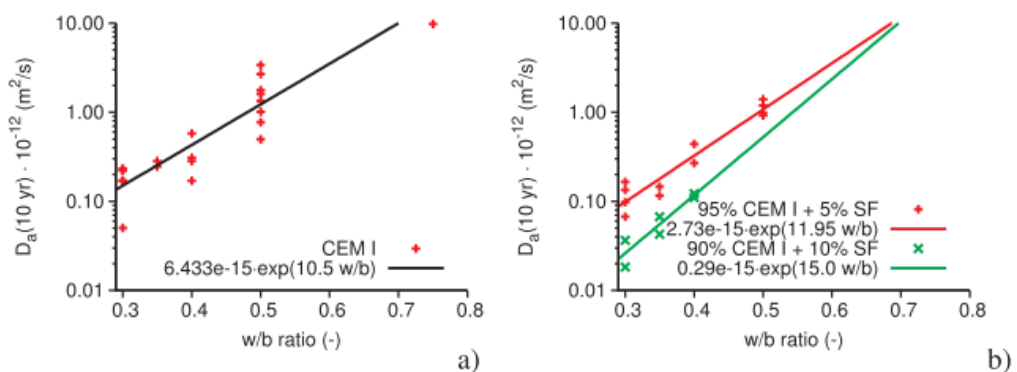 10.00
1.00
0.10
0.01
Da(10 yr) · 10-12 (m2/s)
CEM I
6.433e-15·exp(10.5 w/b)
0.3 0.4 0.5 0.6 0.7 0.8
w/b ratio (-)
a)
10.00
1.00
0.10
0.01
Da(10 yr) · 10-12 (m2/s)
95% CEM I + 5% SF
2.73e-15·exp(11.95 w/b)
90% CEM I + 10% SF
0.29e-15·exp(15.0 w/b)
0.3 0.4 0.5 0.6 0.7 0.8
w/b ratio (-)
b)